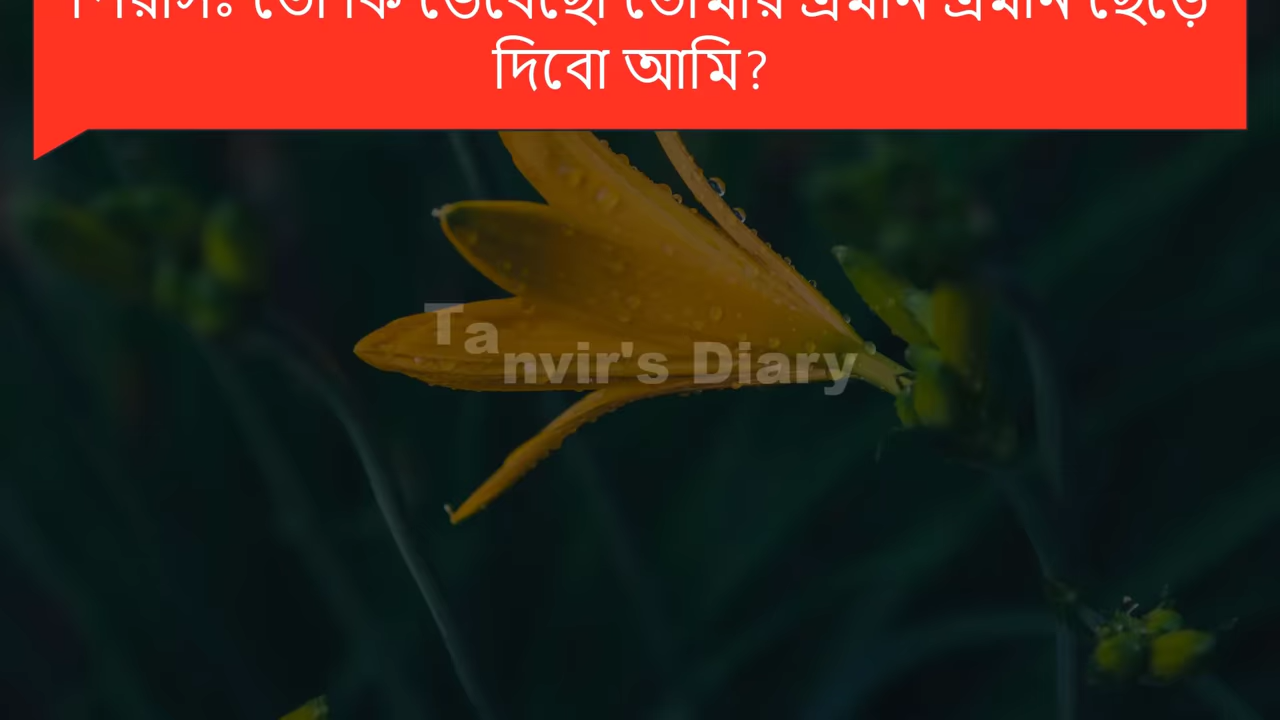 তো কি ভেবেছো তোমায় এমনি এমনি ছেড়ে
দিবো আমি?
Tanvir's Diary